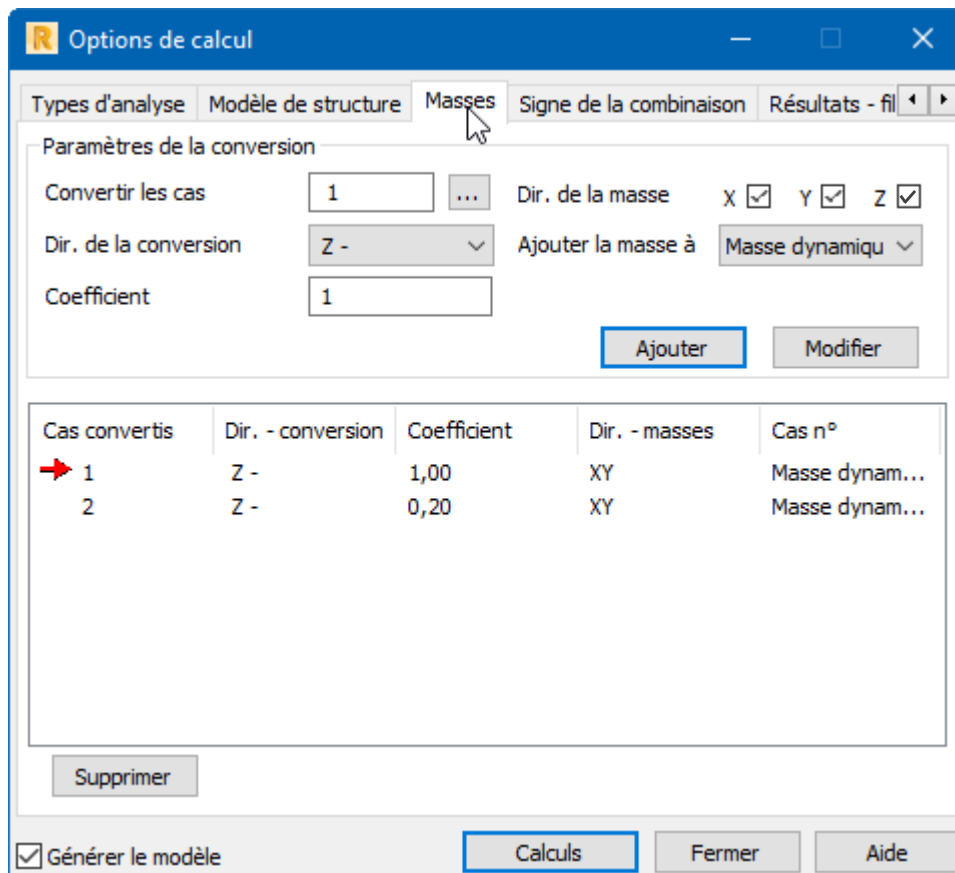 R Options de calcul
Types d'analyse Modèle de structure Masses Signe de la combinaison Résultats - fil
Paramètres de la conversion
Convertir les cas 1 ... Dir. de la masse X Y Z
Dir. de la conversion Z - Ajouter la masse à Masse dynamiqu
Coefficient 1
Ajouter Modifier
Cas convertis Dir. - conversion Coefficient Dir. - masses Cas n°
1 Z - 1,00 XY Masse dynam...
2 Z - 0,20 XY Masse dynam...
Supprimer
Générer le modèle Calculs Fermer Aide